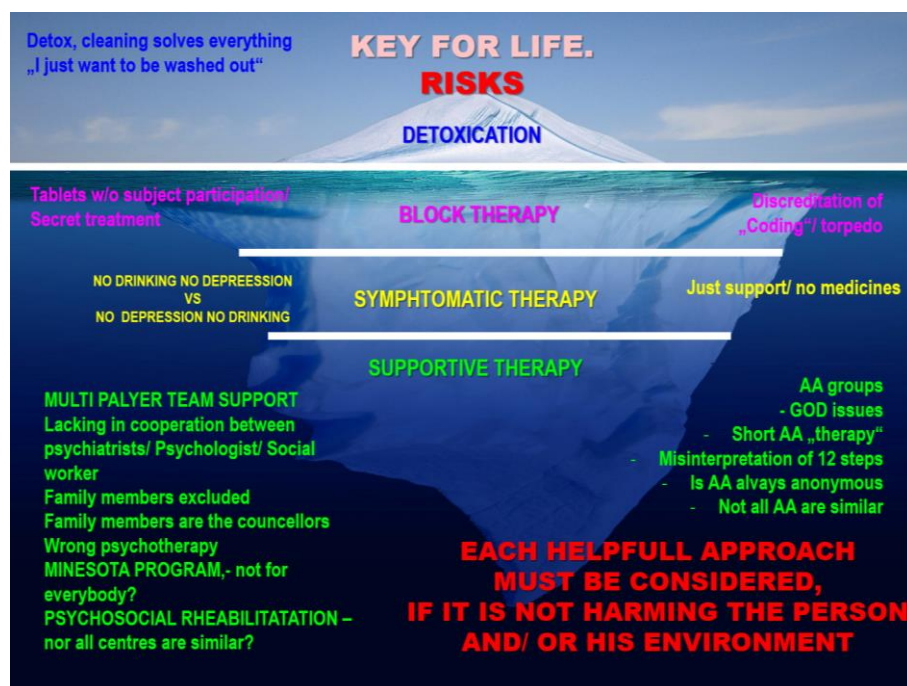 Detox, cleaning solves everything
„I just want to be washed out“
KEY FOR LIFE.
RISKS
DETOXICATION
Tablets w/o subject participation/
Secret treatment
BLOCK THERAPY
Discreditation of
„Coding“/ torpedo
NO DRINKING NO DEPREESSION
VS
NO DEPRESSION NO DRINKING
SYMPHTOMATIC THERAPY
Just support/ no medicines
SUPPORTIVE THERAPY
MULTI PALYER TEAM SUPPORT
Lacking in cooperation between
psychiatrists/ Psychologist/ Social
worker
Family members excluded
Family members are the councellors
Wrong psychotherapy
MINESOTA PROGRAM,- not for
everybody?
PSYCHOSOCIAL RHEABILITATATION –
nor all centres are similar?
AA groups
- GOD issues
- Short AA „therapy“
- Misinterpretation of 12 steps
- Is AA alvays anonymous
- Not all AA are similar
EACH HELPFULL APPROACH
MUST BE CONSIDERED,
IF IT IS NOT HARMING THE PERSON
AND/ OR HIS ENVIRONMENT